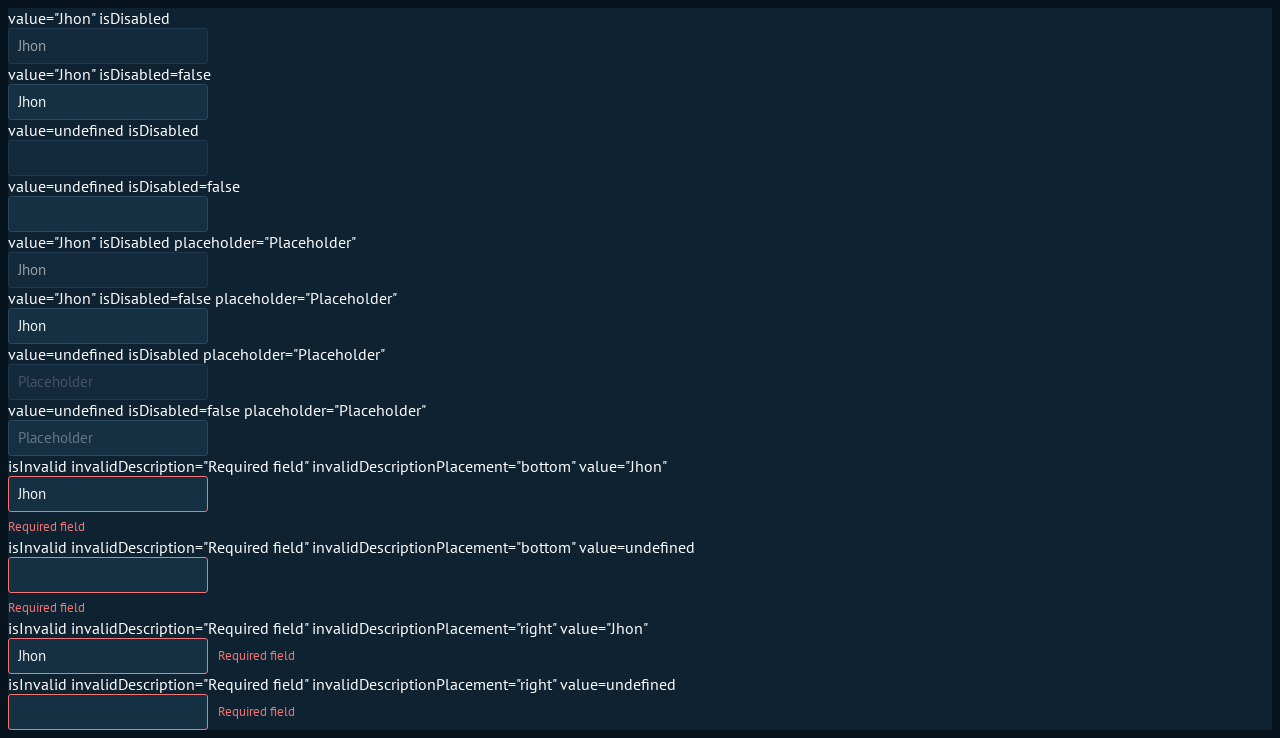 value="Jhon" isDisabled
Jhon
value="Jhon" isDisabled=false
Jhon
value=undefined isDisabled
value=undefined isDisabled=false
value="Jhon" isDisabled placeholder="Placeholder"
Jhon
value="Jhon" isDisabled=false placeholder="Placeholder"
Jhon
value=undefined isDisabled placeholder="Placeholder"
Placeholder
value=undefined isDisabled=false placeholder="Placeholder"
Placeholder
isInvalid invalidDescription="Required field" invalidDescriptionPlacement="bottom" value="Jhon"
Jhon
Required field
isInvalid invalidDescription="Required field" invalidDescriptionPlacement="bottom" value=undefined
Required field
isInvalid invalidDescription="Required field" invalidDescriptionPlacement="right" value="Jhon"
Jhon Required field
isInvalid invalidDescription="Required field" invalidDescriptionPlacement="right" value=undefined
Required field